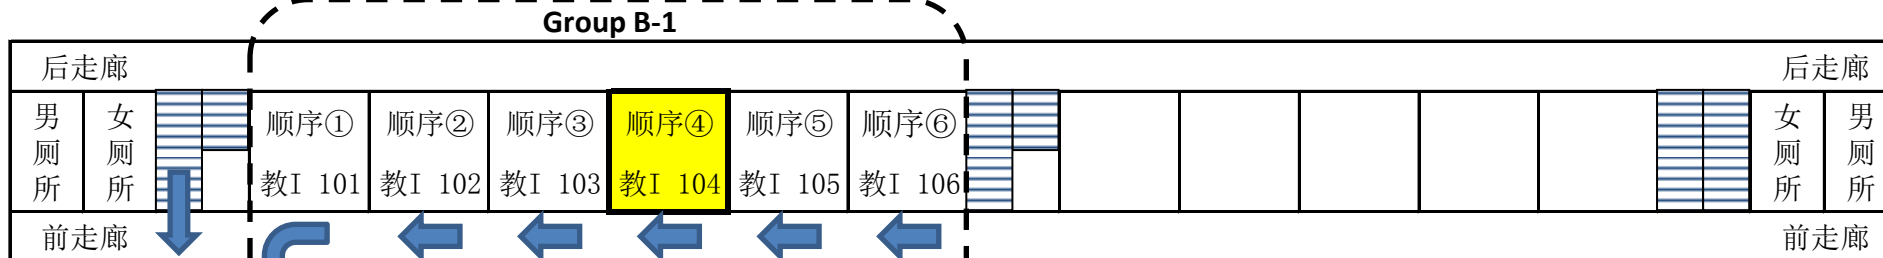 Group B-1
后走廊
后走廊
男厕所
女厕所
顺序①
教I 101
顺序②
教I 102
顺序③
教I 103
顺序④
教I 104
顺序⑤
教I 105
顺序⑥
教I 106
女厕所
男厕所
前走廊
前走廊